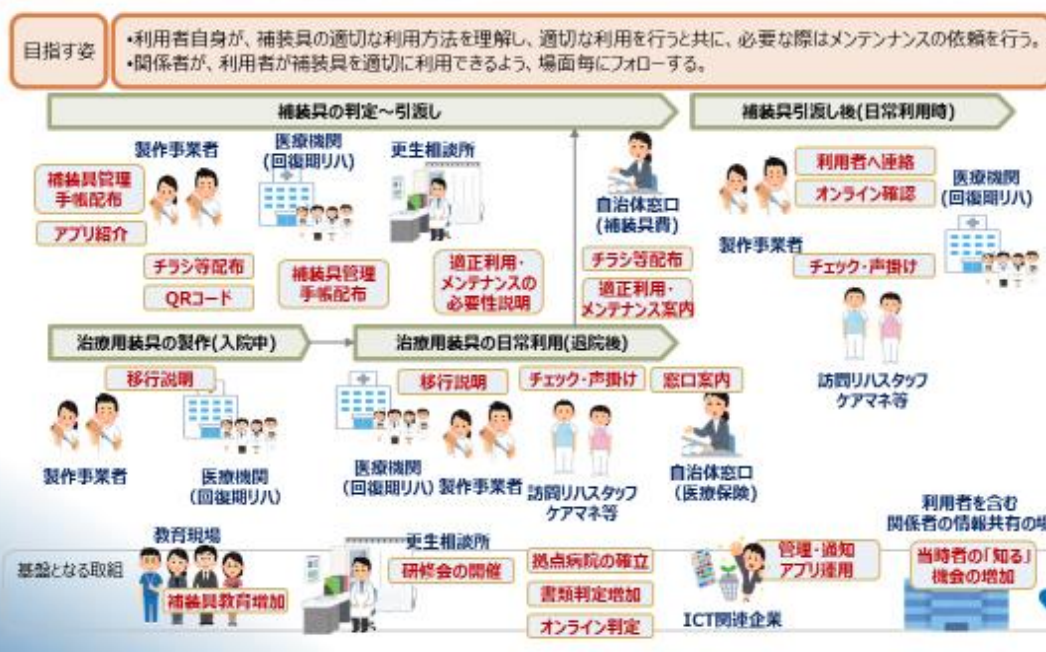 目指す姿
•利用者自身が、補装具の適切な利用方法を理解し、適切な利用を行うと共に、必要な際はメンテンナンスの依頼を行う。
•関係者が、利用者が補装具を適切に利用できるよう、場面毎にフォローする。
補装具の判定～引渡し
製作事業者
医療機関
(回復期リハ)
更生相談所
補装具管理
手帳配布
アプリ紹介
チラシ等配布
QRコード
補装具管理
手帳配布
適正利用・
メンテナンスの
必要性説明
自治体窓口
(補装具費)
チラシ等配布
適正利用・
メンテナンス案内
補装具引渡し後(日常利用時)
利用者へ連絡
オンライン確認
医療機関
(回復期リハ)
製作事業者
チェック・声掛け
訪問リハスタッフ
ケアマネ等
治療用装具の製作(入院中)
移行説明
製作事業者
医療機関
(回復期リハ)
治療用装具の日常利用(退院後)
移行説明
チェック・声掛け
窓口案内
医療機関
(回復期リハ)
製作事業者
訪問リハスタッフ
ケアマネ等
自治体窓口
(医療保険)
基盤となる取組
教育現場
補装具教育増加
更生相談所
研修会の開催
拠点病院の確立
書類判定増加
オンライン判定
ICT関連企業
管理・通知
アプリ運用
利用者を含む
関係者の情報共有の場
当時者の「知る」
機会の増加